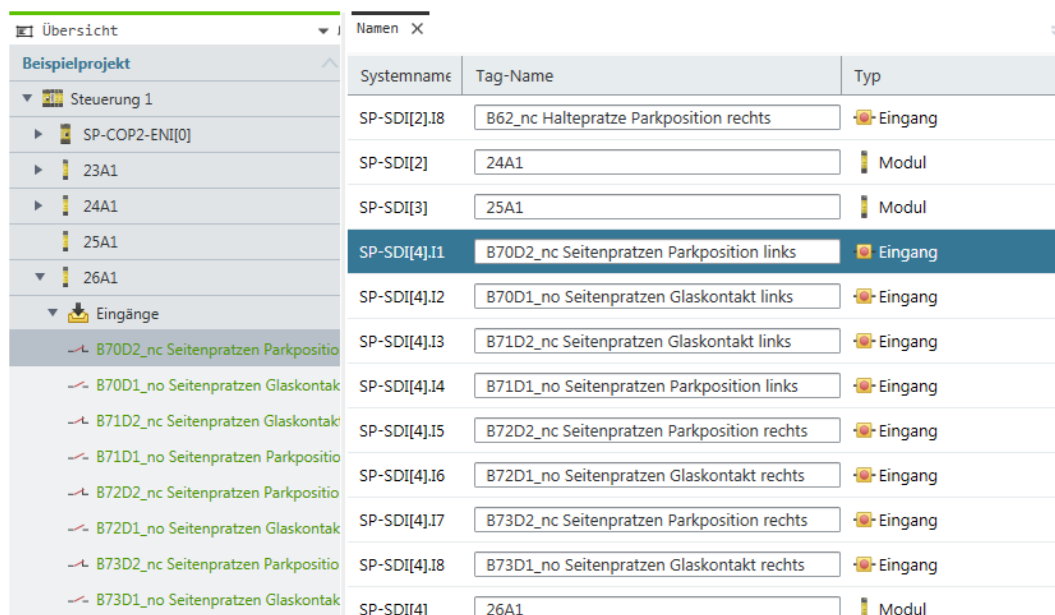 Übersicht
Beispielprojekt
Steuerung 1
SP-COP2-ENI[0]
23A1
24A1
25A1
26A1
Eingänge
B70D2_nc Seitenpratzen Parkpositio
B70D1_no Seitenpratzen Glaskontak
B71D2_nc Seitenpratzen Glaskontakt
B71D1_no Seitenpratzen Parkpositio
B72D2_nc Seitenpratzen Parkpositio
B72D1_no Seitenpratzen Glaskontak
B73D2_nc Seitenpratzen Parkpositio
B73D1_no Seitenpratzen Glaskontak
Namen
Systemname Tag-Name Typ
SP-SDI[2].I8 B62_nc Haltepratze Parkposition rechts Eingang
SP-SDI[2] 24A1 Modul
SP-SDI[3] 25A1 Modul
SP-SDI[4].I1 B70D2_nc Seitenpratzen Parkposition links Eingang
SP-SDI[4].I2 B70D1_no Seitenpratzen Glaskontakt links Eingang
SP-SDI[4].I3 B71D2_nc Seitenpratzen Glaskontakt links Eingang
SP-SDI[4].I4 B71D1_no Seitenpratzen Parkposition links Eingang
SP-SDI[4].I5 B72D2_nc Seitenpratzen Parkposition rechts Eingang
SP-SDI[4].I6 B72D1_no Seitenpratzen Glaskontakt rechts Eingang
SP-SDI[4].I7 B73D2_nc Seitenpratzen Parkposition rechts Eingang
SP-SDI[4].I8 B73D1_no Seitenpratzen Glaskontakt rechts Eingang
SP-SDI[4] 26A1 Modul